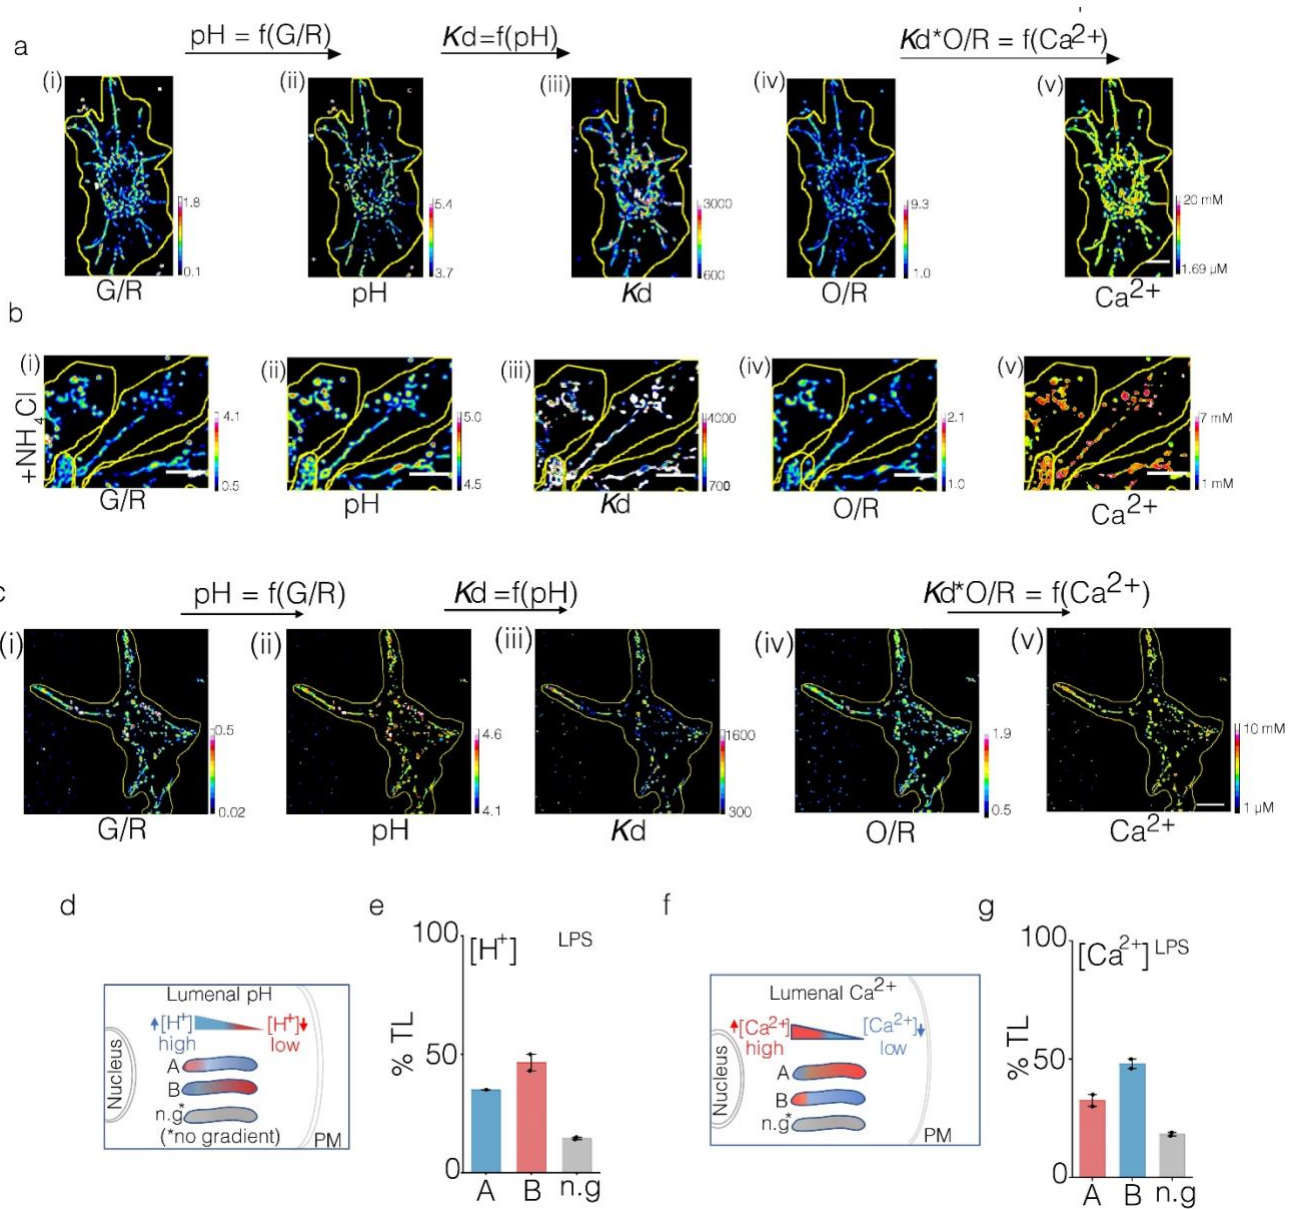 a
pH = f(G/R)
Kd=f(pH)
Kd*O/R = f(Ca2+)
(i)
(ii)
(iii)
(iv)
(v)
1.8
0.1
5.4
3.7
3000
600
9.3
1.0
20 mM
1.69 µM
G/R
pH
Kd
O/R
Ca2+
b
+NH4Cl
(i)
(ii)
(iii)
(iv)
(v)
4.1
0.5
5.0
4.5
4000
700
2.1
1.0
7 mM
1 mM
G/R
pH
Kd
O/R
Ca2+
c
pH = f(G/R)
Kd =f(pH)
Kd*O/R = f(Ca2+)
(i)
(ii)
(iii)
(iv)
(v)
0.5
0.02
4.6
4.1
1600
300
1.9
0.5
10 mM
1 µM
G/R
pH
Kd
O/R
Ca2+
d
Lumenal pH
[H+]
high
[H+]
low
Nucleus
A
B
n.g*
(*no gradient)
PM
e
100
[H+]
LPS
% TL
50
0
A
B
n.g
f
Lumenal Ca2+
[Ca2+]
high
[Ca2+]
low
Nucleus
A
B
n.g*
PM
g
100
[Ca2+]
LPS
% TL
50
0
A
B
n.g